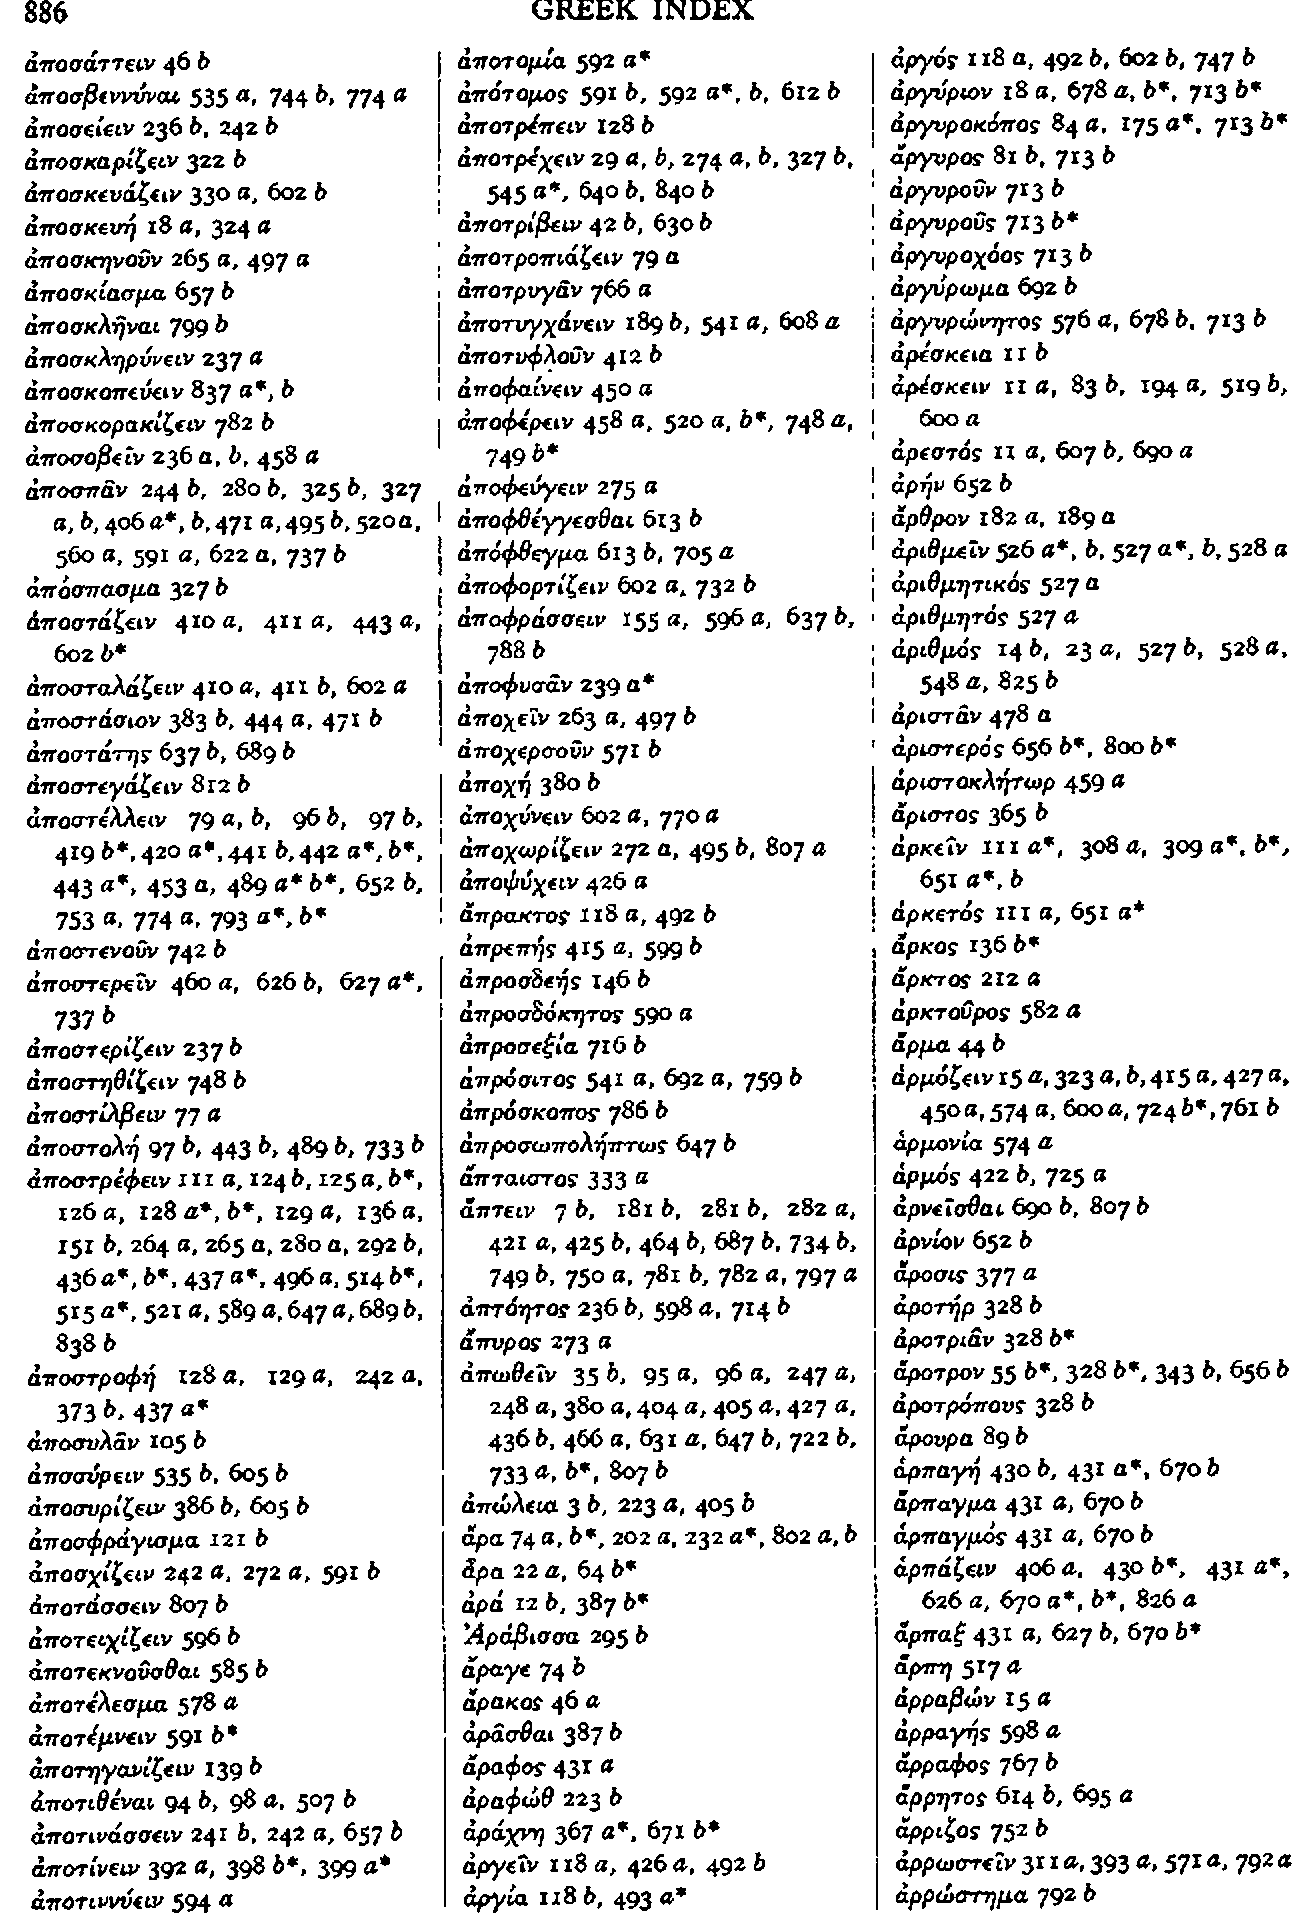 886
GREEK INDEX
ἀποσάττειν 46 b
ἀποσβεννύναι 535 a, 744 b, 774 a
ἀποσείειν 236 b, 242 b
ἀποσκαρίζειν 322 b
ἀποσκευάζειν 330 a, 602 b
ἀποσκευή 18 a, 324 a
ἀποσκηνοῦν 265 a, 497 a
ἀποσκίασμα 657 b
ἀποσκλῆναι 799 b
ἀποσκληρύνειν 237 a
ἀποσκοπεύειν 837 a*, b
ἀποσκορακίζειν 782 b
ἀποσοβεῖν 236 a, b, 458 a
ἀποσπᾶν 244 b, 280 b, 325 b, 327
a, b, 406 a*, b, 471 a, 495 b, 520 a,
560 a, 591 a, 622 a, 737 b
ἀπόσπασμα 327 b
ἀποστάζειν 410 a, 411 a, 443 a,
602 b*
ἀποσταλάζειν 410 a, 411 b, 602 a
ἀποστάσιον 383 b, 444 a, 471 b
ἀποστάτης 637 b, 689 b
ἀποστεγάζειν 812 b
ἀποστέλλειν 79 a, b, 96 b, 97 b,
419 b*, 420 a*, 441 b, 442 a*, b*,
443 a*, 453 a, 489 a* b*, 652 b,
753 a, 774 a, 793 a*, b*
ἀποστενοῦν 742 b
ἀποστερεῖν 460 a, 626 b, 627 a*,
737 b
ἀποστερίζειν 237 b
ἀποστηθίζειν 748 b
ἀποστίλβειν 77 a
ἀποστολή 97 b, 443 b, 489 b, 733 b
ἀποστρέφειν 111 a, 124 b, 125 a, b*,
126 a, 128 a*, b*, 129 a, 136 a,
151 b, 264 a, 265 a, 280 a, 292 b,
436 a*, b*, 437 a*, 496 a, 514 b*,
515 a*, 521 a, 589 a, 647 a, 689 b,
838 b
ἀποστροφή 128 a, 129 a, 242 a,
373 b, 437 a*
ἀποσυλᾶν 105 b
ἀποσύρειν 535 b, 605 b
ἀποσυρίζειν 386 b, 605 b
ἀποσφράγισμα 121 b
ἀποσχίζειν 242 a, 272 a, 591 b
ἀποτάσσειν 807 b
ἀποτειχίζειν 596 b
ἀποτεκνοῦσθαι 585 b
ἀποτέλεσμα 578 a
ἀποτέμνειν 591 b*
ἀποτηγανίζειν 139 b
ἀποτιθέναι 94 b, 98 a, 507 b
ἀποτινάσσειν 241 b, 242 a, 657 b
ἀποτίνειν 392 a, 398 b*, 399 a*
ἀποτιννύειν 594 a
ἀποτομία 592 a*
ἀπότομος 591 b, 592 a*, b, 612 b
ἀποτρέπειν 128 b
ἀποτρέχειν 29 a, b, 274 a, b, 327 b,
545 a*, 640 b, 840 b
ἀποτρίβειν 42 b, 630 b
ἀποτροπιάζειν 79 a
ἀποτρυγᾶν 766 a
ἀποτυγχάνειν 189 b, 541 a, 608 a
ἀποτυφλοῦν 412 b
ἀποφαίνειν 450 a
ἀποφέρειν 458 a, 520 a, b*, 748 a,
749 b*
ἀποφεύγειν 275 a
ἀποφθέγγεσθαι 613 b
ἀπόφθεγμα 613 b, 705 a
ἀποφορτίζειν 602 a, 732 b
ἀποφράσσειν 155 a, 596 a, 637 b,
788 b
ἀποφυσᾶν 239 a*
ἀποχεῖν 263 a, 497 b
ἀποχερσοῦν 571 b
ἀποχή 380 b
ἀποχύνειν 602 a, 770 a
ἀποχωρίζειν 272 a, 495 b, 807 a
ἀποψύχειν 426 a
ἄπρακτος 118 a, 492 b
ἀπρεπής 415 a, 599 b
ἀπροσδεής 146 b
ἀπροσδόκητος 590 a
ἀπροσεξία 716 b
ἀπρόσιτος 541 a, 692 a, 759 b
ἀπρόσκοπος 786 b
ἀπροσωπολήπτως 647 b
ἄπταιστος 333 a
ἅπτειν 7 b, 181 b, 281 b, 282 a,
421 a, 425 b, 464 b, 687 b, 734 b,
749 b, 750 a, 781 b, 782 a, 797 a
ἀπτόητος 236 b, 598 a, 714 b
ἄπυρος 273 a
ἀπωθεῖν 35 b, 95 a, 96 a, 247 a,
248 a, 380 a, 404 a, 405 a, 427 a,
436 b, 466 a, 631 a, 647 b, 722 b,
733 a, b*, 807 b
ἀπώλεια 3 b, 223 a, 405 b
ἄρα 74 a, b*, 202 a, 232 a*, 802 a, b
ἆρα 22 a, 64 b*
ἀρά 12 b, 387 b*
Ἀράβισσα 295 b
ἄραγε 74 b
ἄρακος 46 a
ἀρᾶσθαι 387 b
ἄραφος 431 a
ἀραφώθ 223 b
ἀράχνη 367 a*, 671 b*
ἀργεῖν 118 a, 426 a, 492 b
ἀργία 118 b, 493 a*
ἀργός 118 a, 492 b, 602 b, 747 b
ἀργύριον 18 a, 678 a, b*, 713 b*
ἀργυροκόπος 84 a, 175 a*, 713 b*
ἄργυρος 81 b, 713 b
ἀργυροῦν 713 b
ἀργυροῦς 713 b*
ἀργυροχόος 713 b
ἀργύρωμα 692 b
ἀργυρώνητος 576 a, 678 b, 713 b
ἀρέσκεια 11 b
ἀρέσκειν 11 a, 83 b, 194 a, 519 b,
600 a
ἀρεστός 11 a, 607 b, 690 a
ἀρήν 652 b
ἄρθρον 182 a, 189 a
ἀριθμεῖν 526 a*, b, 527 a*, b, 528 a
ἀριθμητικός 527 a
ἀριθμητός 527 a
ἀριθμός 14 b, 23 a, 527 b, 528 a,
548 a, 825 b
ἀριστᾶν 478 a
ἀριστερός 656 b*, 800 b*
ἀριστοκλήτωρ 459 a
ἄριστος 365 b
ἀρκεῖν 111 a*, 308 a, 309 a*, b*,
651 a*, b
ἀρκετός 111 a, 651 a*
ἄρκος 136 b*
ἄρκτος 212 a
ἀρκτοῦρος 582 a
ἅρμα 44 b
ἁρμόζειν 15 a, 323 a, b, 415 a, 427 a,
450 a, 574 a, 600 a, 724 b*, 761 b
ἁρμονία 574 a
ἁρμός 422 b, 725 a
ἀρνεῖσθαι 690 b, 807 b
ἀρνίον 652 b
ἄροσις 377 a
ἀροτήρ 328 b
ἀροτριᾶν 328 b*
ἄροτρον 55 b*, 328 b*, 343 b, 656 b
ἀροτρόπους 328 b
ἄρουρα 89 b
ἁρπαγή 430 b, 431 a*, 670 b
ἅρπαγμα 431 a, 670 b
ἁρπαγμός 431 a, 670 b
ἁρπάζειν 406 a, 430 b*, 431 a*,
626 a, 670 a*, b*, 826 a
ἅρπαξ 431 a, 627 b, 670 b*
ἅρπη 517 a
ἀρραβών 15 a
ἀρραγής 598 a
ἄρραφος 767 b
ἄρρητος 614 b, 695 a
ἄρριζος 752 b
ἀρρωστεῖν 311 a, 393 a, 571 a, 792 a
ἀρρώστημα 792 b